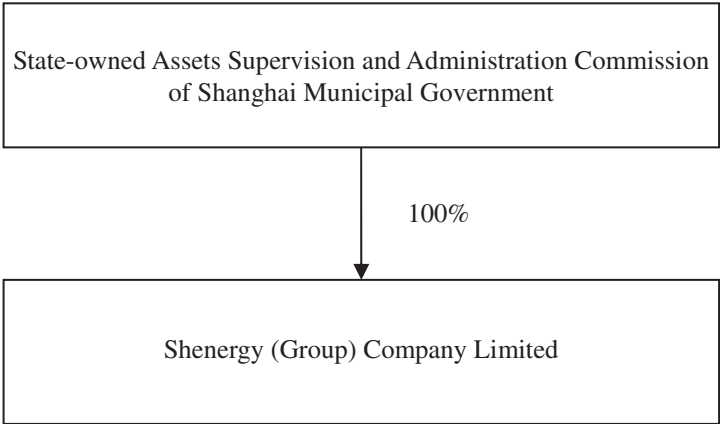 State-owned Assets Supervision and Administration Commission
of Shanghai Municipal Government
100%
Shenergy (Group) Company Limited